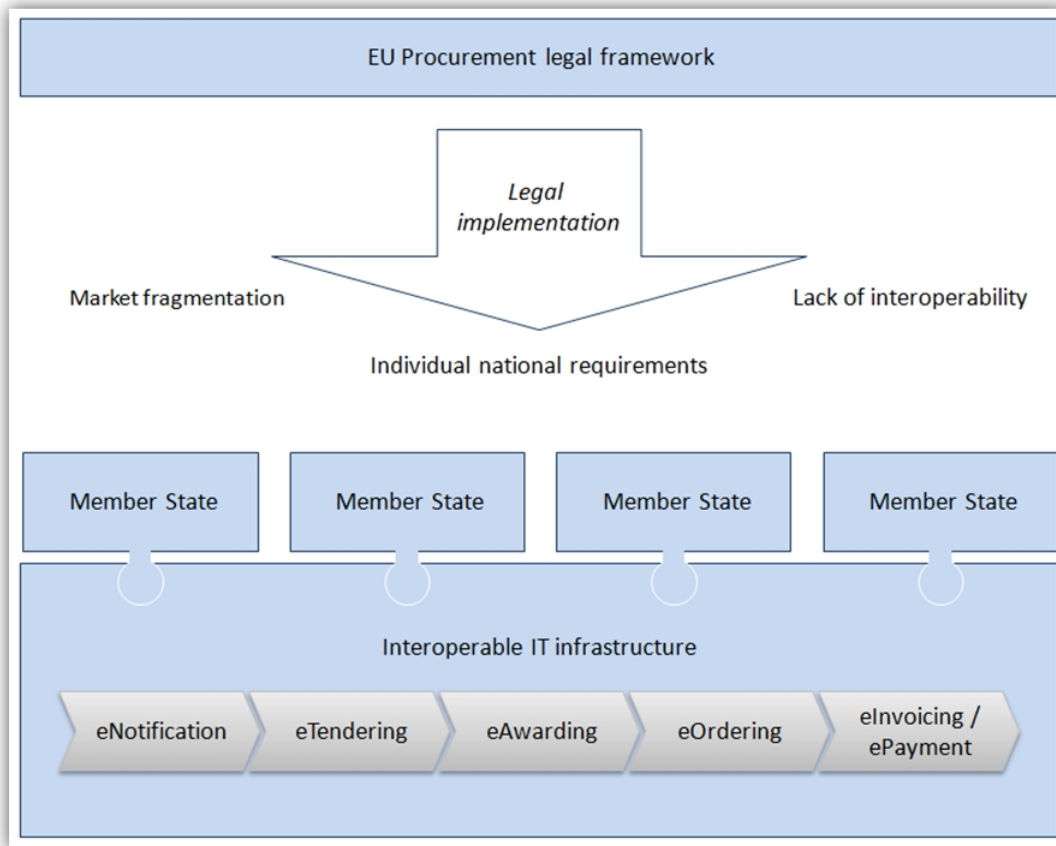 EU Procurement legal framework
Legal
implementation
Market fragmentation
Lack of interoperability
Individual national requirements
Member State
Member State
Member State
Member State
Interoperable IT infrastructure
eNotification
eTendering
eAwarding
eOrdering
eInvoicing /
ePayment